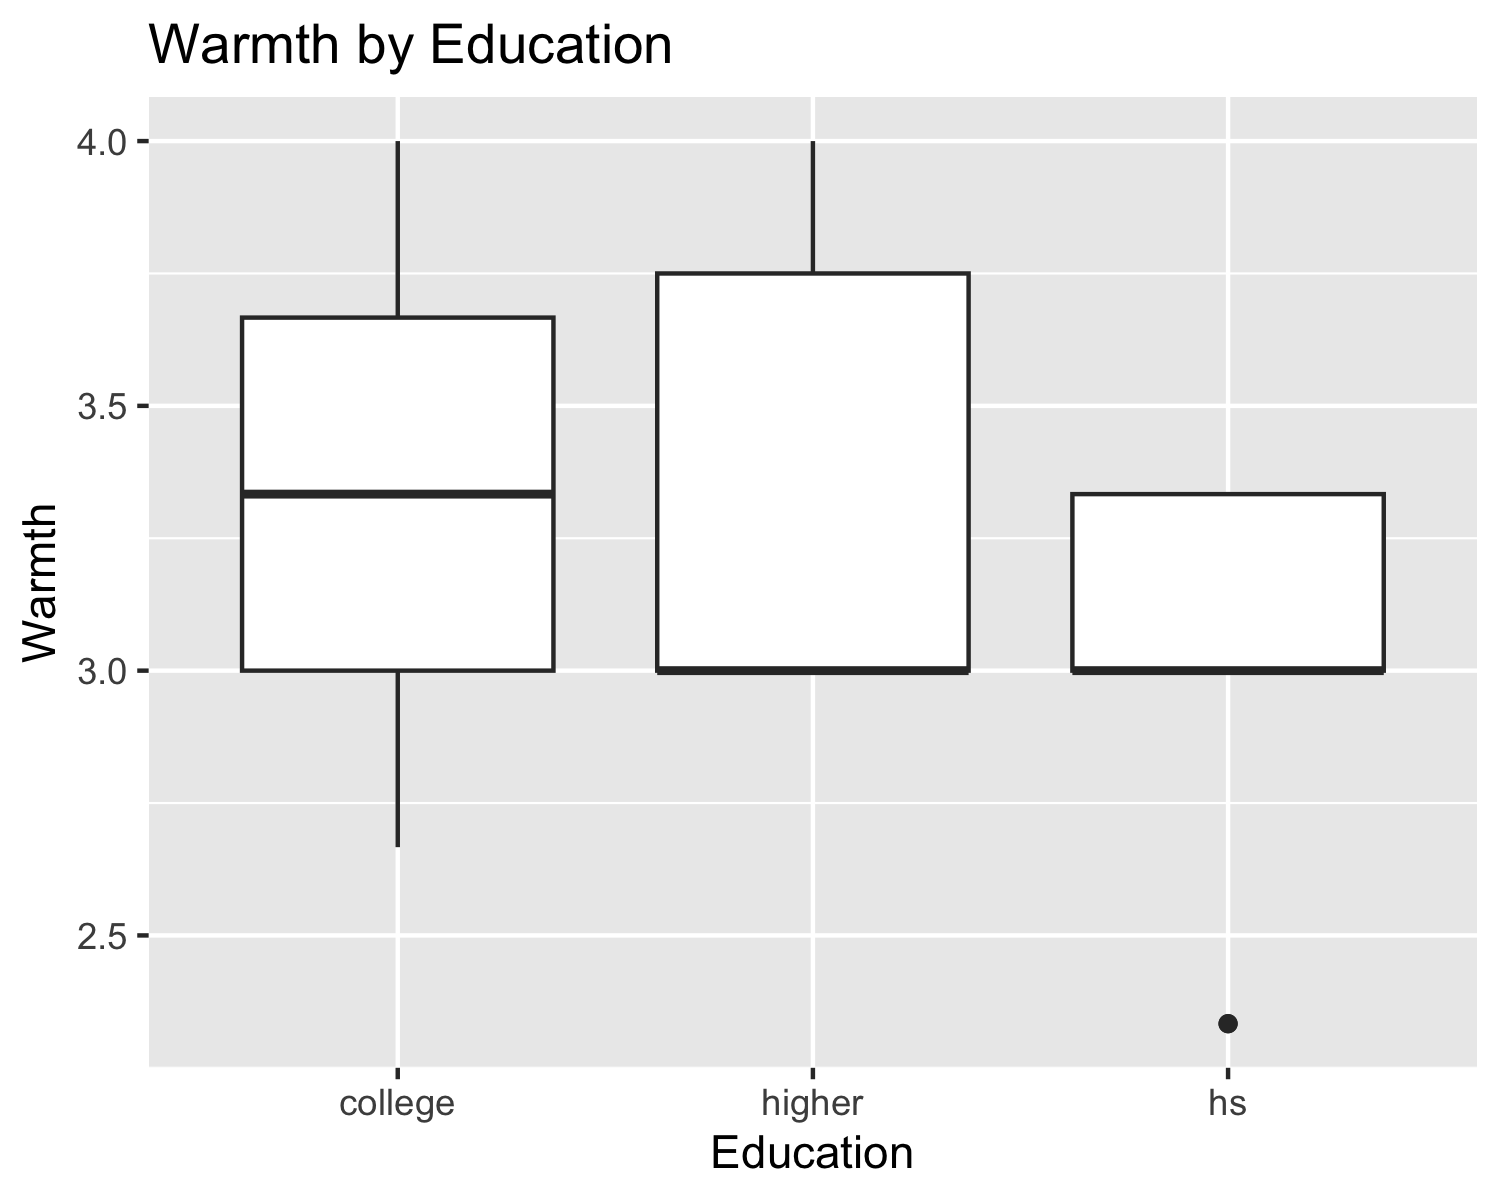 Warmth by Education
4.0
3.5
3.0
2.5
Warmth
college higher hs
Education